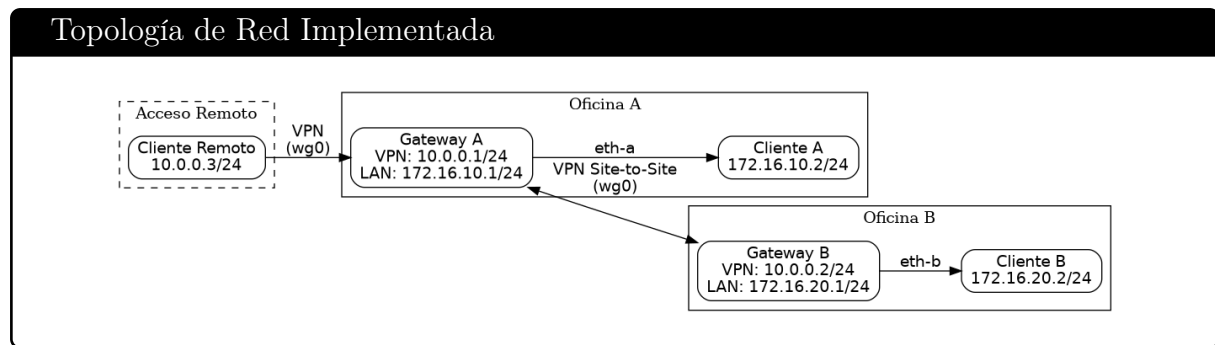 Topología de Red Implementada
Acceso Remoto
Cliente Remoto
10.0.0.3/24
VPN
(wg0)
Oficina A
Gateway A
VPN: 10.0.0.1/24
LAN: 172.16.10.1/24
eth-a
VPN Site-to-Site
(wg0)
Cliente A
172.16.10.2/24
Oficina B
Gateway B
VPN: 10.0.0.2/24
LAN: 172.16.20.1/24
eth-b
Cliente B
172.16.20.2/24